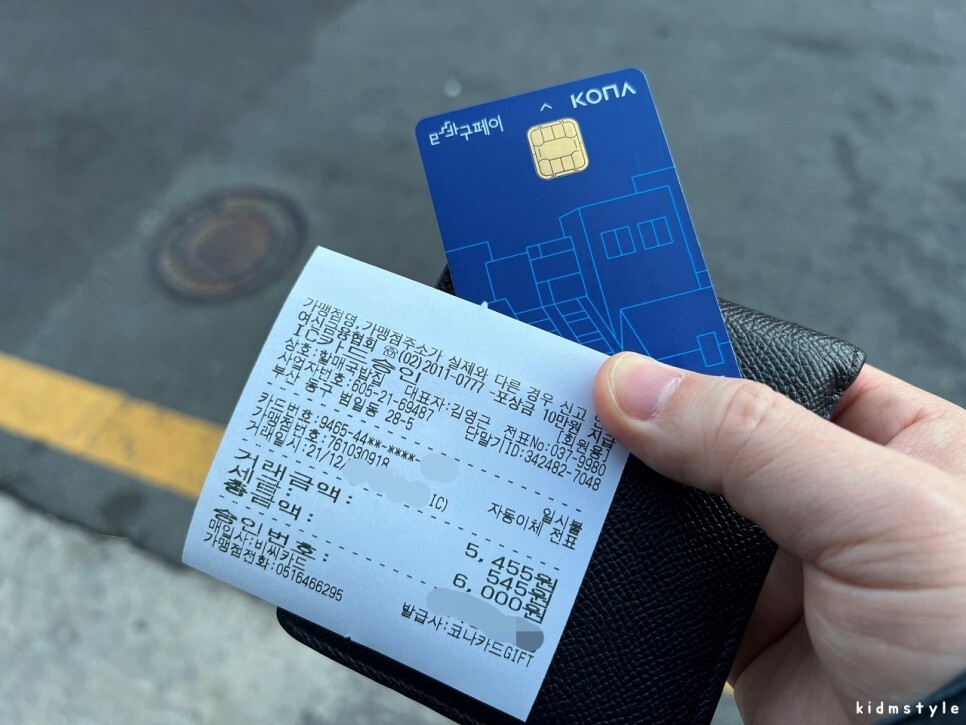 이바구페이
KONA
가맹점명,가맹점주소가 실제와 다른 경우 신고
여신금융협회 ☎(02)2011-0777 -포상금 10만원 지급
IC카드승인 (회원용)
상호:할매국밥 대표자:김영근 전표No:037-9980
사업자번호:605-21-69487 단말기ID:342482-7048
부산 동구 범일동 28-5
카드번호:9465-44**-****- 일시불
가맹점번호:761030918 자동이체 전표
거래일시:21/12/ IC)
거래금액: 5,455원
세금: 545원
총금액: 6,000원
승인번호:
매입사:비씨카드 발급사:코나카드GIFT
가맹점전화:0516466295
kidmstyle